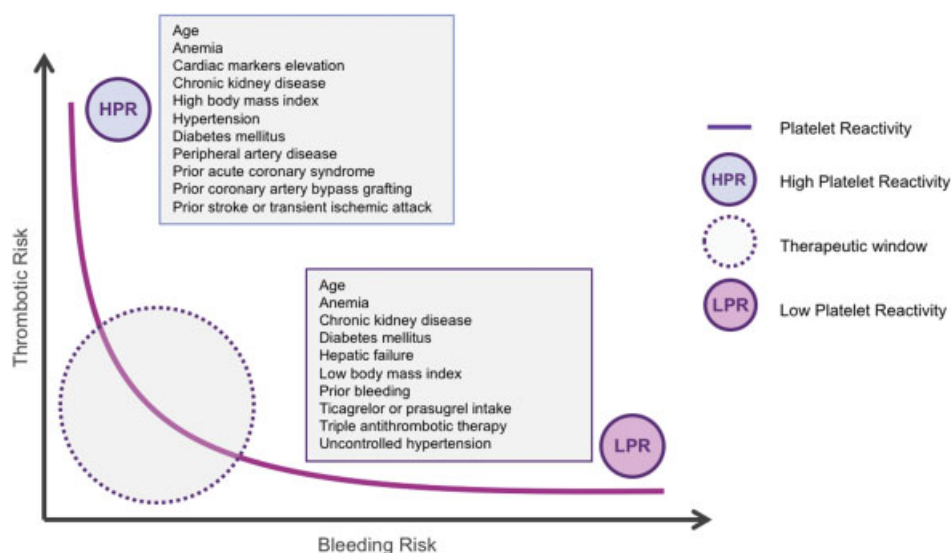 Age
Anemia
Cardiac markers elevation
Chronic kidney disease
High body mass index
Hypertension
Diabetes mellitus
Peripheral artery disease
Prior acute coronary syndrome
Prior coronary artery bypass grafting
Prior stroke or transient ischemic attack
HPR
Platelet Reactivity
HPR
High Platelet Reactivity
Therapeutic window
LPR
Low Platelet Reactivity
Thrombotic Risk
Age
Anemia
Chronic kidney disease
Diabetes mellitus
Hepatic failure
Low body mass index
Prior bleeding
Ticagrelor or prasugrel intake
Triple antithrombotic therapy
Uncontrolled hypertension
LPR
Bleeding Risk